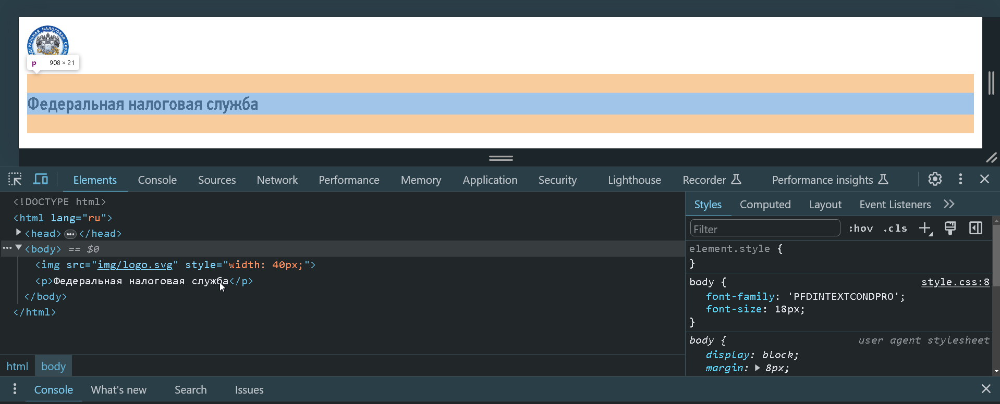 ФЕДЕРАЛЬНАЯ НАЛОГОВАЯ
p 908 × 21
Федеральная налоговая служба
Elements Console Sources Network Performance Memory Application Security Lighthouse Recorder Performance insights
<!DOCTYPE html>
<html lang="ru">
<head> ••• </head>
••• <body> == $0
<img src="img/logo.svg" style="width: 40px;">
<p>Федеральная налоговая служба</p>
</body>
</html>
html body
Styles Computed Layout Event Listeners
Filter :hov .cls
element.style {
}
body { style.css:8
font-family: 'PFDINTEXTCONDPRO';
font-size: 18px;
}
body { user agent stylesheet
display: block;
margin: 8px;
Console What's new Search Issues